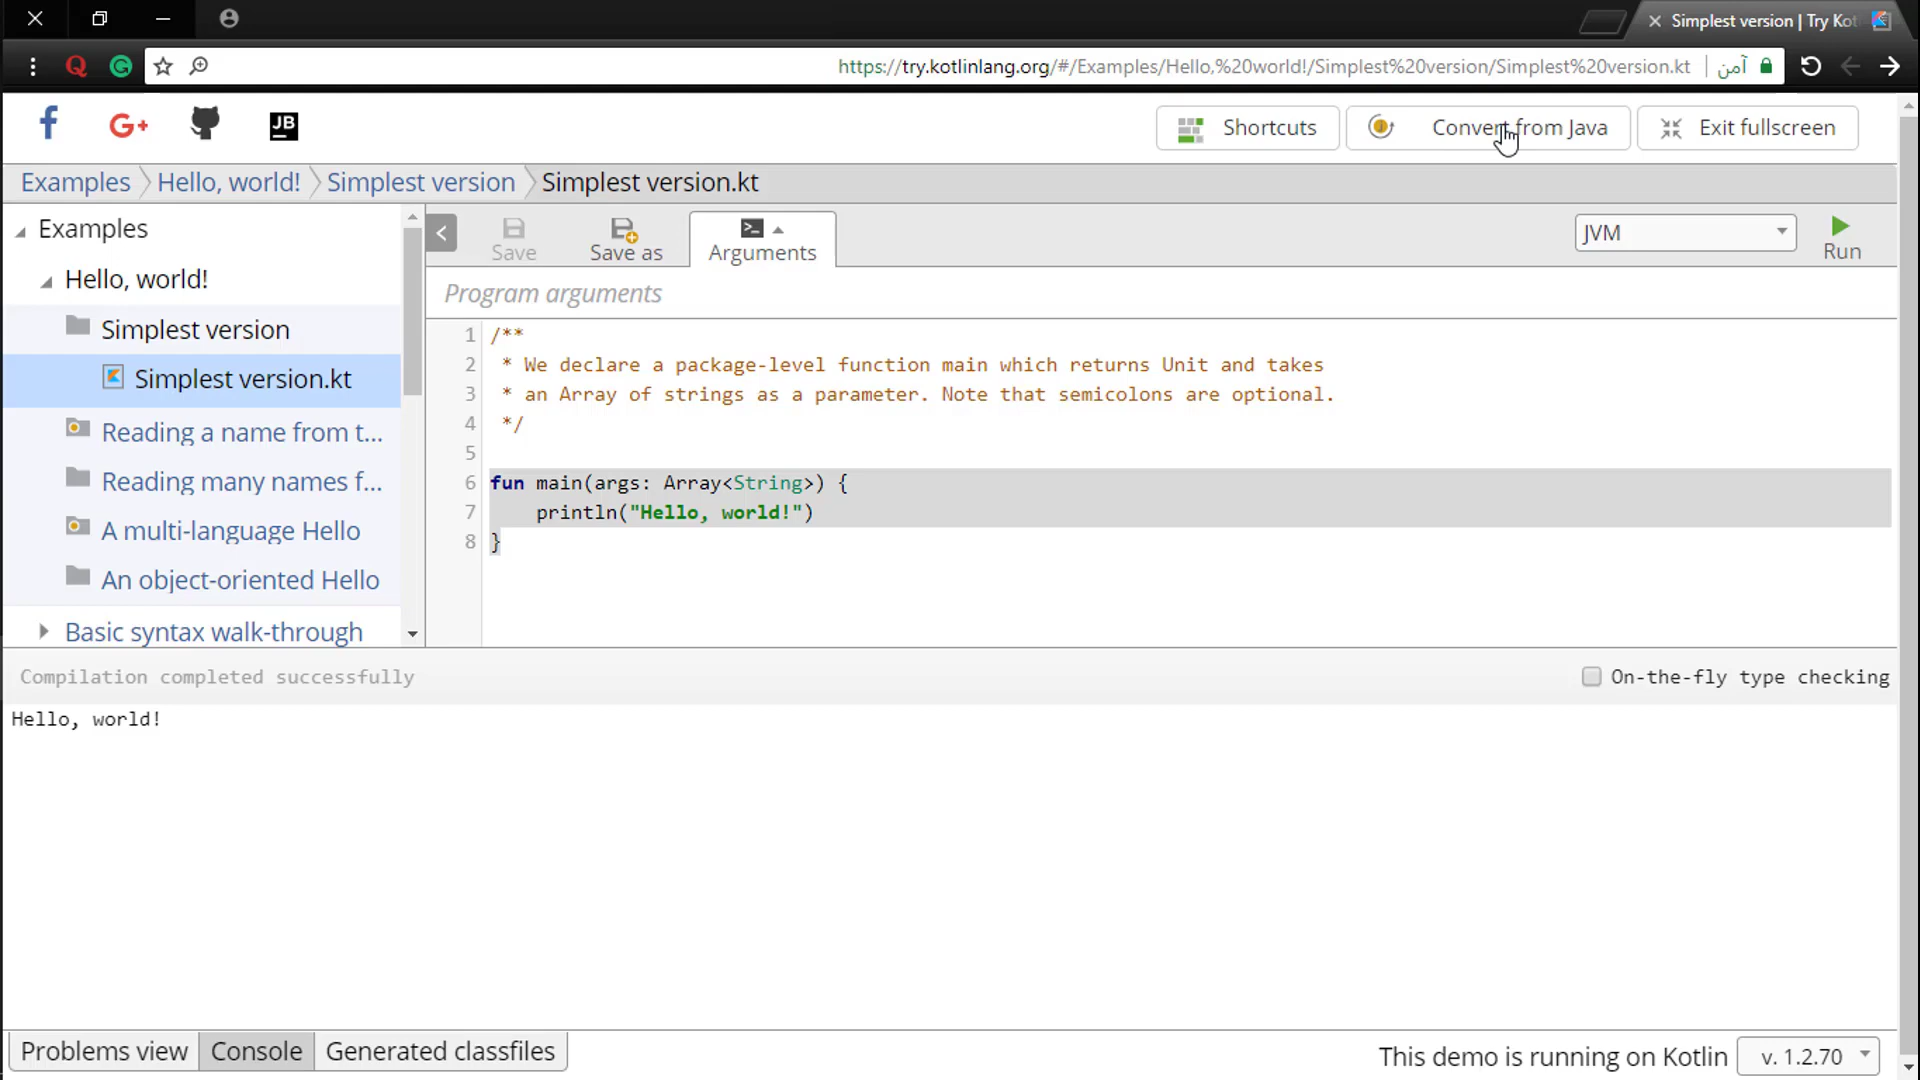 Simplest version | Try Kot
https://try.kotlinlang.org/#/Examples/Hello,%20world!/Simplest%20version/Simplest%20version.kt
آمن
f G+ JB
Shortcuts
Convert from Java
Exit fullscreen
Examples Hello, world! Simplest version Simplest version.kt
Examples
Hello, world!
Simplest version
Simplest version.kt
Reading a name from t...
Reading many names f...
A multi-language Hello
An object-oriented Hello
Basic syntax walk-through
Save
Save as
Arguments
JVM
Run
Program arguments
1 /**
2 * We declare a package-level function main which returns Unit and takes
3 * an Array of strings as a parameter. Note that semicolons are optional.
4 */
5
6 fun main(args: Array<String>) {
7 println("Hello, world!")
8 }
Compilation completed successfully
On-the-fly type checking
Hello, world!
Problems view
Console
Generated classfiles
This demo is running on Kotlin
v. 1.2.70